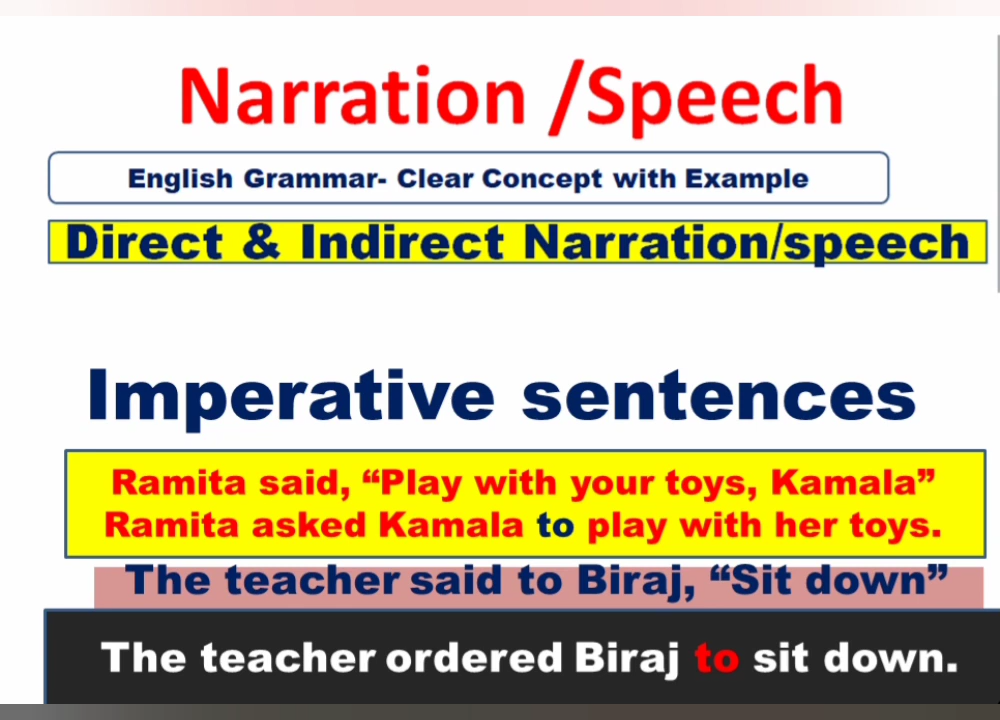 Narration /Speech
English Grammar- Clear Concept with Example
Direct & Indirect Narration/speech
Imperative sentences
Ramita said, “Play with your toys, Kamala”
Ramita asked Kamala to play with her toys.
The teacher said to Biraj, “Sit down”
The teacher ordered Biraj to sit down.